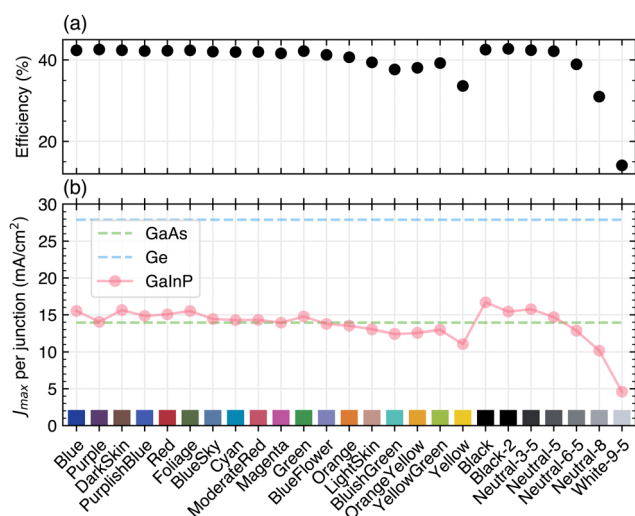 (a)
Efficiency (%)
40
20
(b)
J_max per junction (mA/cm²)
30
25
20
15
10
5
0
GaAs
Ge
GaInP
Blue
Purple
DarkSkin
PurplishBlue
Red
Foliage
BlueSky
Cyan
ModerateRed
Magenta
Green
BlueFlower
Orange
LightSkin
BluishGreen
OrangeYellow
YellowGreen
Yellow
Black
Black-2
Neutral-3-5
Neutral-5
Neutral-6-5
Neutral-8
White-9-5